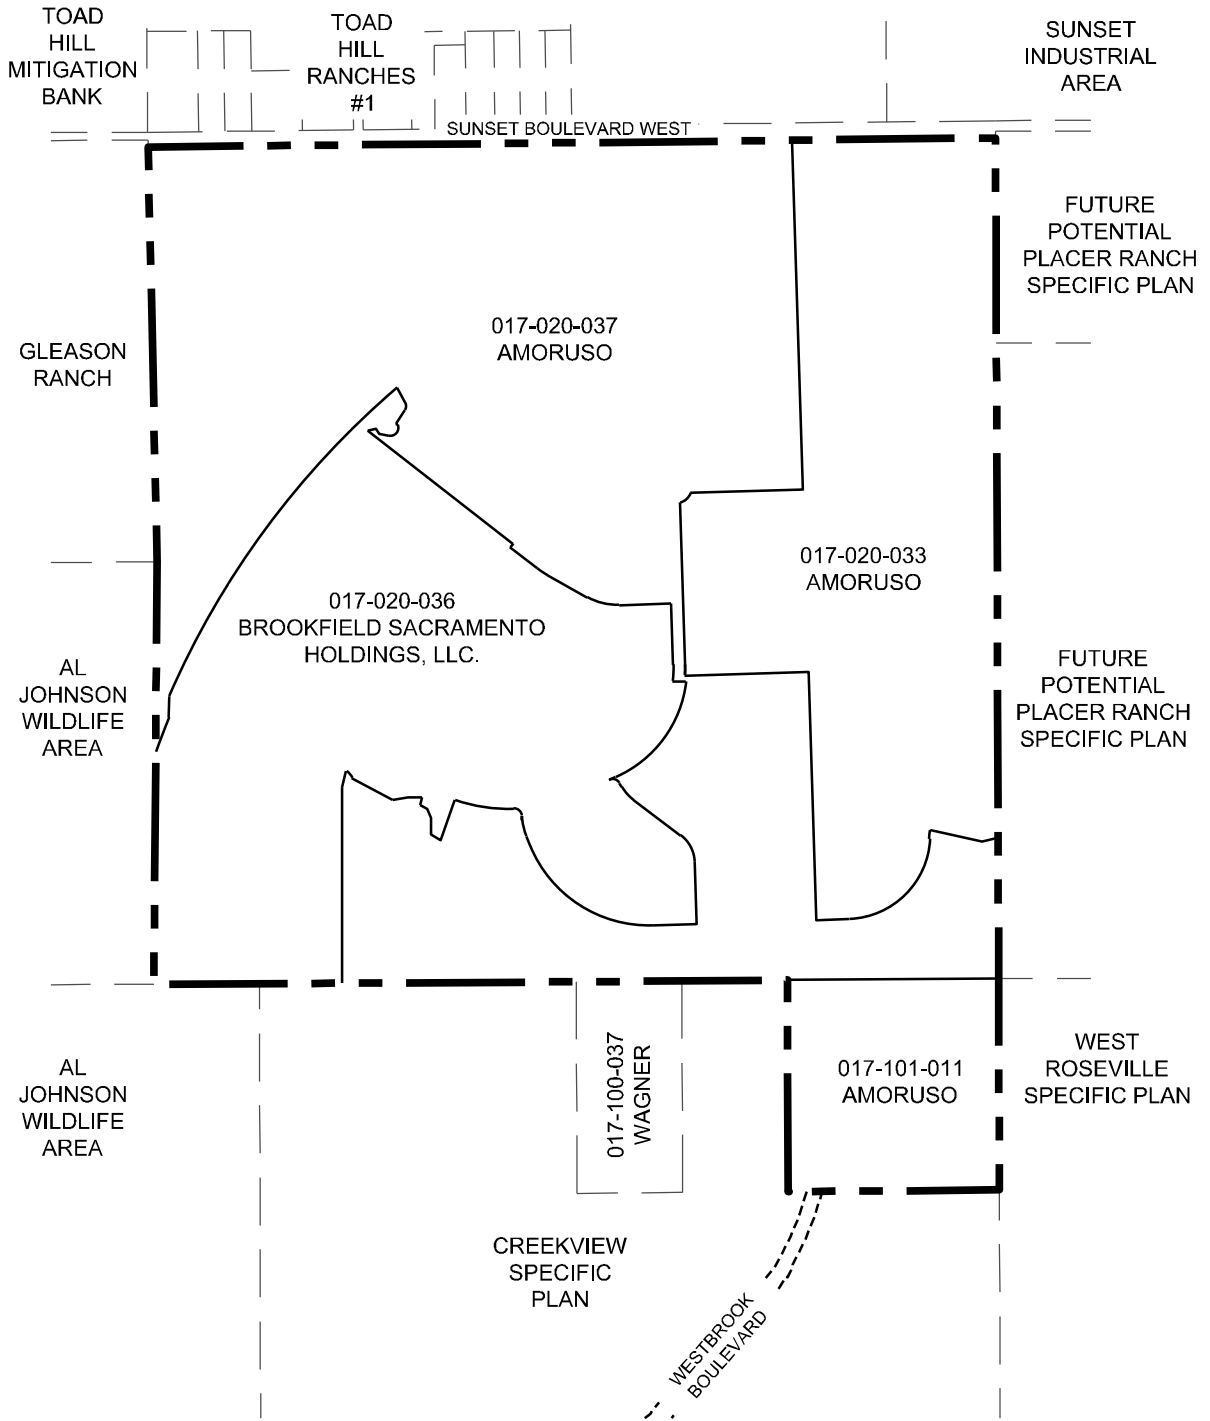 TOAD
HILL
MITIGATION
BANK
TOAD
HILL
RANCHES
#1
SUNSET
INDUSTRIAL
AREA
SUNSET BOULEVARD WEST
FUTURE
POTENTIAL
PLACER RANCH
SPECIFIC PLAN
017-020-037
AMORUSO
GLEASON
RANCH
017-020-033
AMORUSO
017-020-036
BROOKFIELD SACRAMENTO
HOLDINGS, LLC.
AL
JOHNSON
WILDLIFE
AREA
FUTURE
POTENTIAL
PLACER RANCH
SPECIFIC PLAN
AL
JOHNSON
WILDLIFE
AREA
017-100-037
WAGNER
017-101-011
AMORUSO
WEST
ROSEVILLE
SPECIFIC PLAN
CREEKVIEW
SPECIFIC
PLAN
WESTBROOK
BOULEVARD